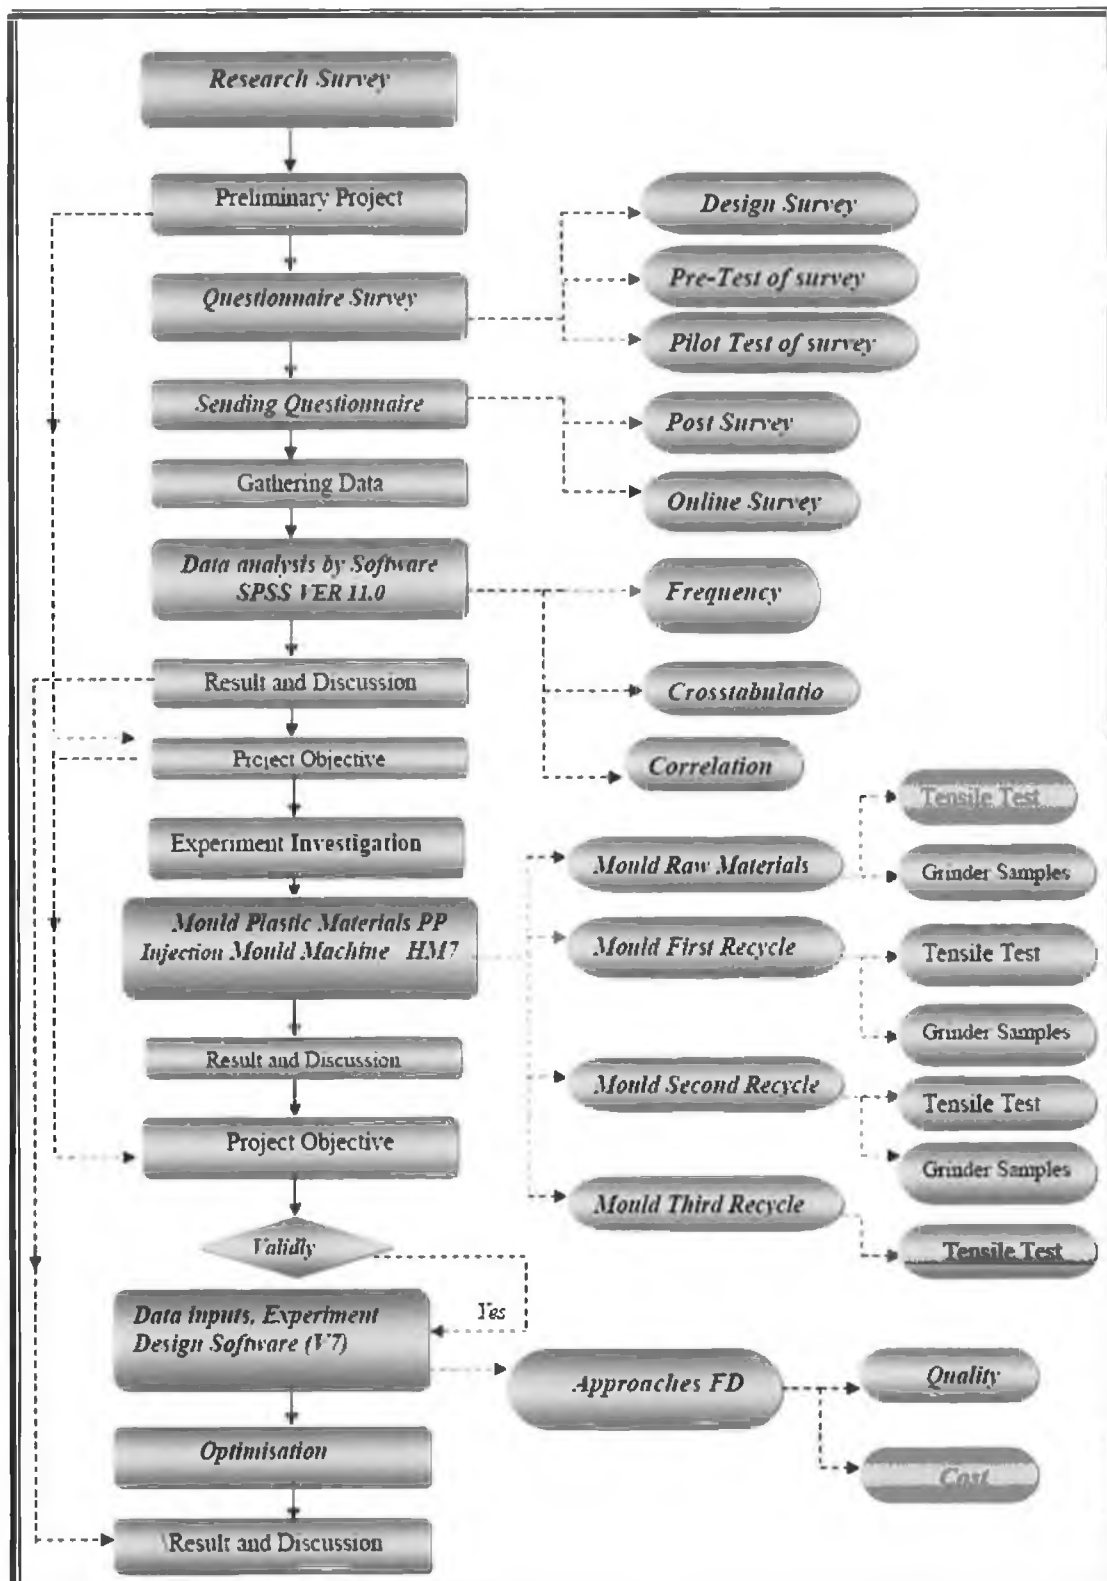 Research Survey
Preliminary Project
Design Survey
Pre-Test of survey
Questionnaire Survey
Pilot Test of survey
Sending Questionnaire
Post Survey
Gathering Data
Online Survey
Data analysis by Software
SPSS VER 11.0
Frequency
Result and Discussion
Crosstabulatio
Project Objective
Correlation
Tensile Test
Experiment Investigation
Mould Raw Materials
Grinder Samples
Mould Plastic Materials PP
Injection Mould Machine HM7
Mould First Recycle
Tensile Test
Grinder Samples
Result and Discussion
Mould Second Recycle
Tensile Test
Project Objective
Grinder Samples
Mould Third Recycle
Validly
Tensile Test
Yes
Data inputs, Experiment
Design Software (V7)
Approaches FD
Quality
Optimisation
Cost
Result and Discussion